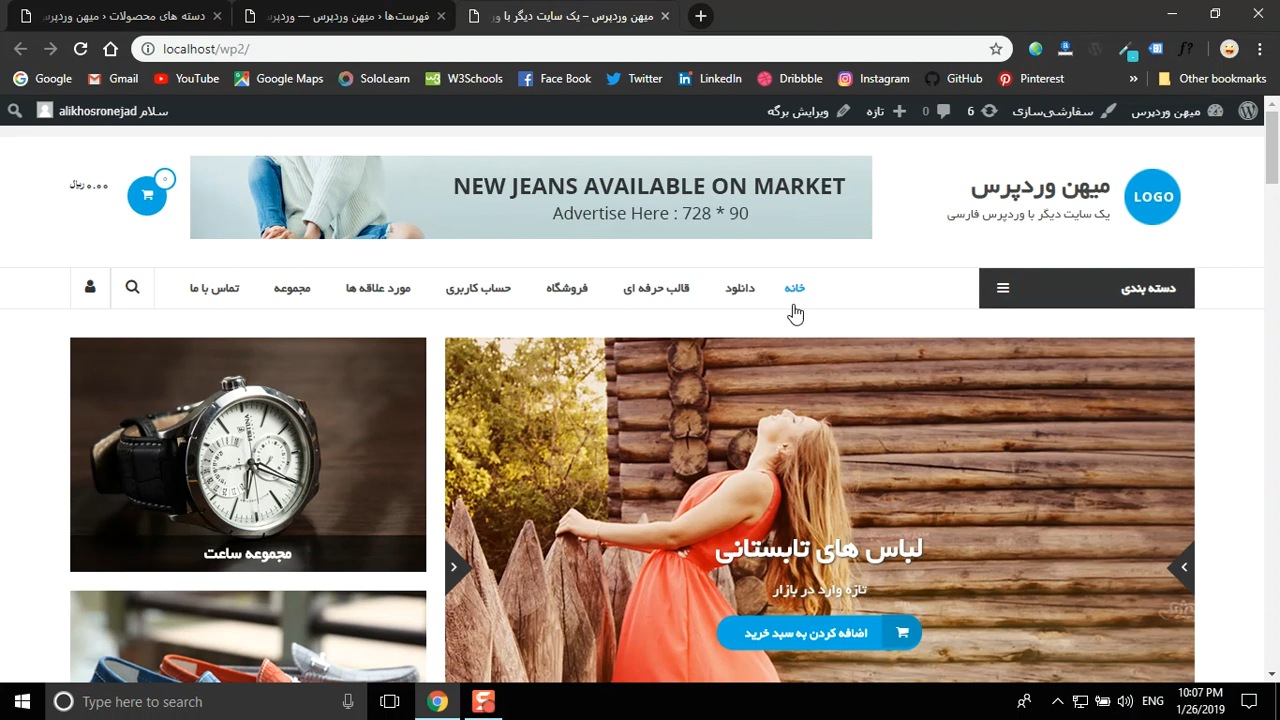 دسته های محصولات ‹ میهن وردپرس
فهرست‌ها ‹ میهن وردپرس — وردپرس
میهن وردپرس – یک سایت دیگر با ور
localhost/wp2/
Google
Gmail
YouTube
Google Maps
SoloLearn
W3Schools
Face Book
Twitter
LinkedIn
Dribbble
Instagram
GitHub
Pinterest
Other bookmarks
میهن وردپرس
سفارشی‌سازی
6
0
تازه
ویرایش برگه
سلام alikhosronejad
LOGO
میهن وردپرس
یک سایت دیگر با وردپرس فارسی
NEW JEANS AVAILABLE ON MARKET
Advertise Here : 728 * 90
۰
۰.۰۰ ریال
دسته بندی
خانه
دانلود
قالب حرفه ای
فروشگاه
حساب کاربری
مورد علاقه ها
مجموعه
تماس با ما
لباس های تابستانی
تازه وارد در بازار
اضافه کردن به سبد خرید
مجموعه ساعت
Type here to search
ENG
10:07 PM
1/26/2019